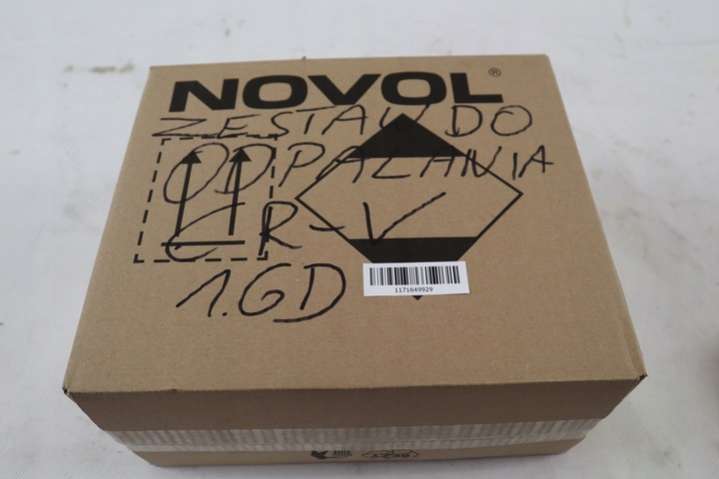 NOVOL®
ZESTAW DO
ODPALANIA
CR-V
1.6D
1171649929